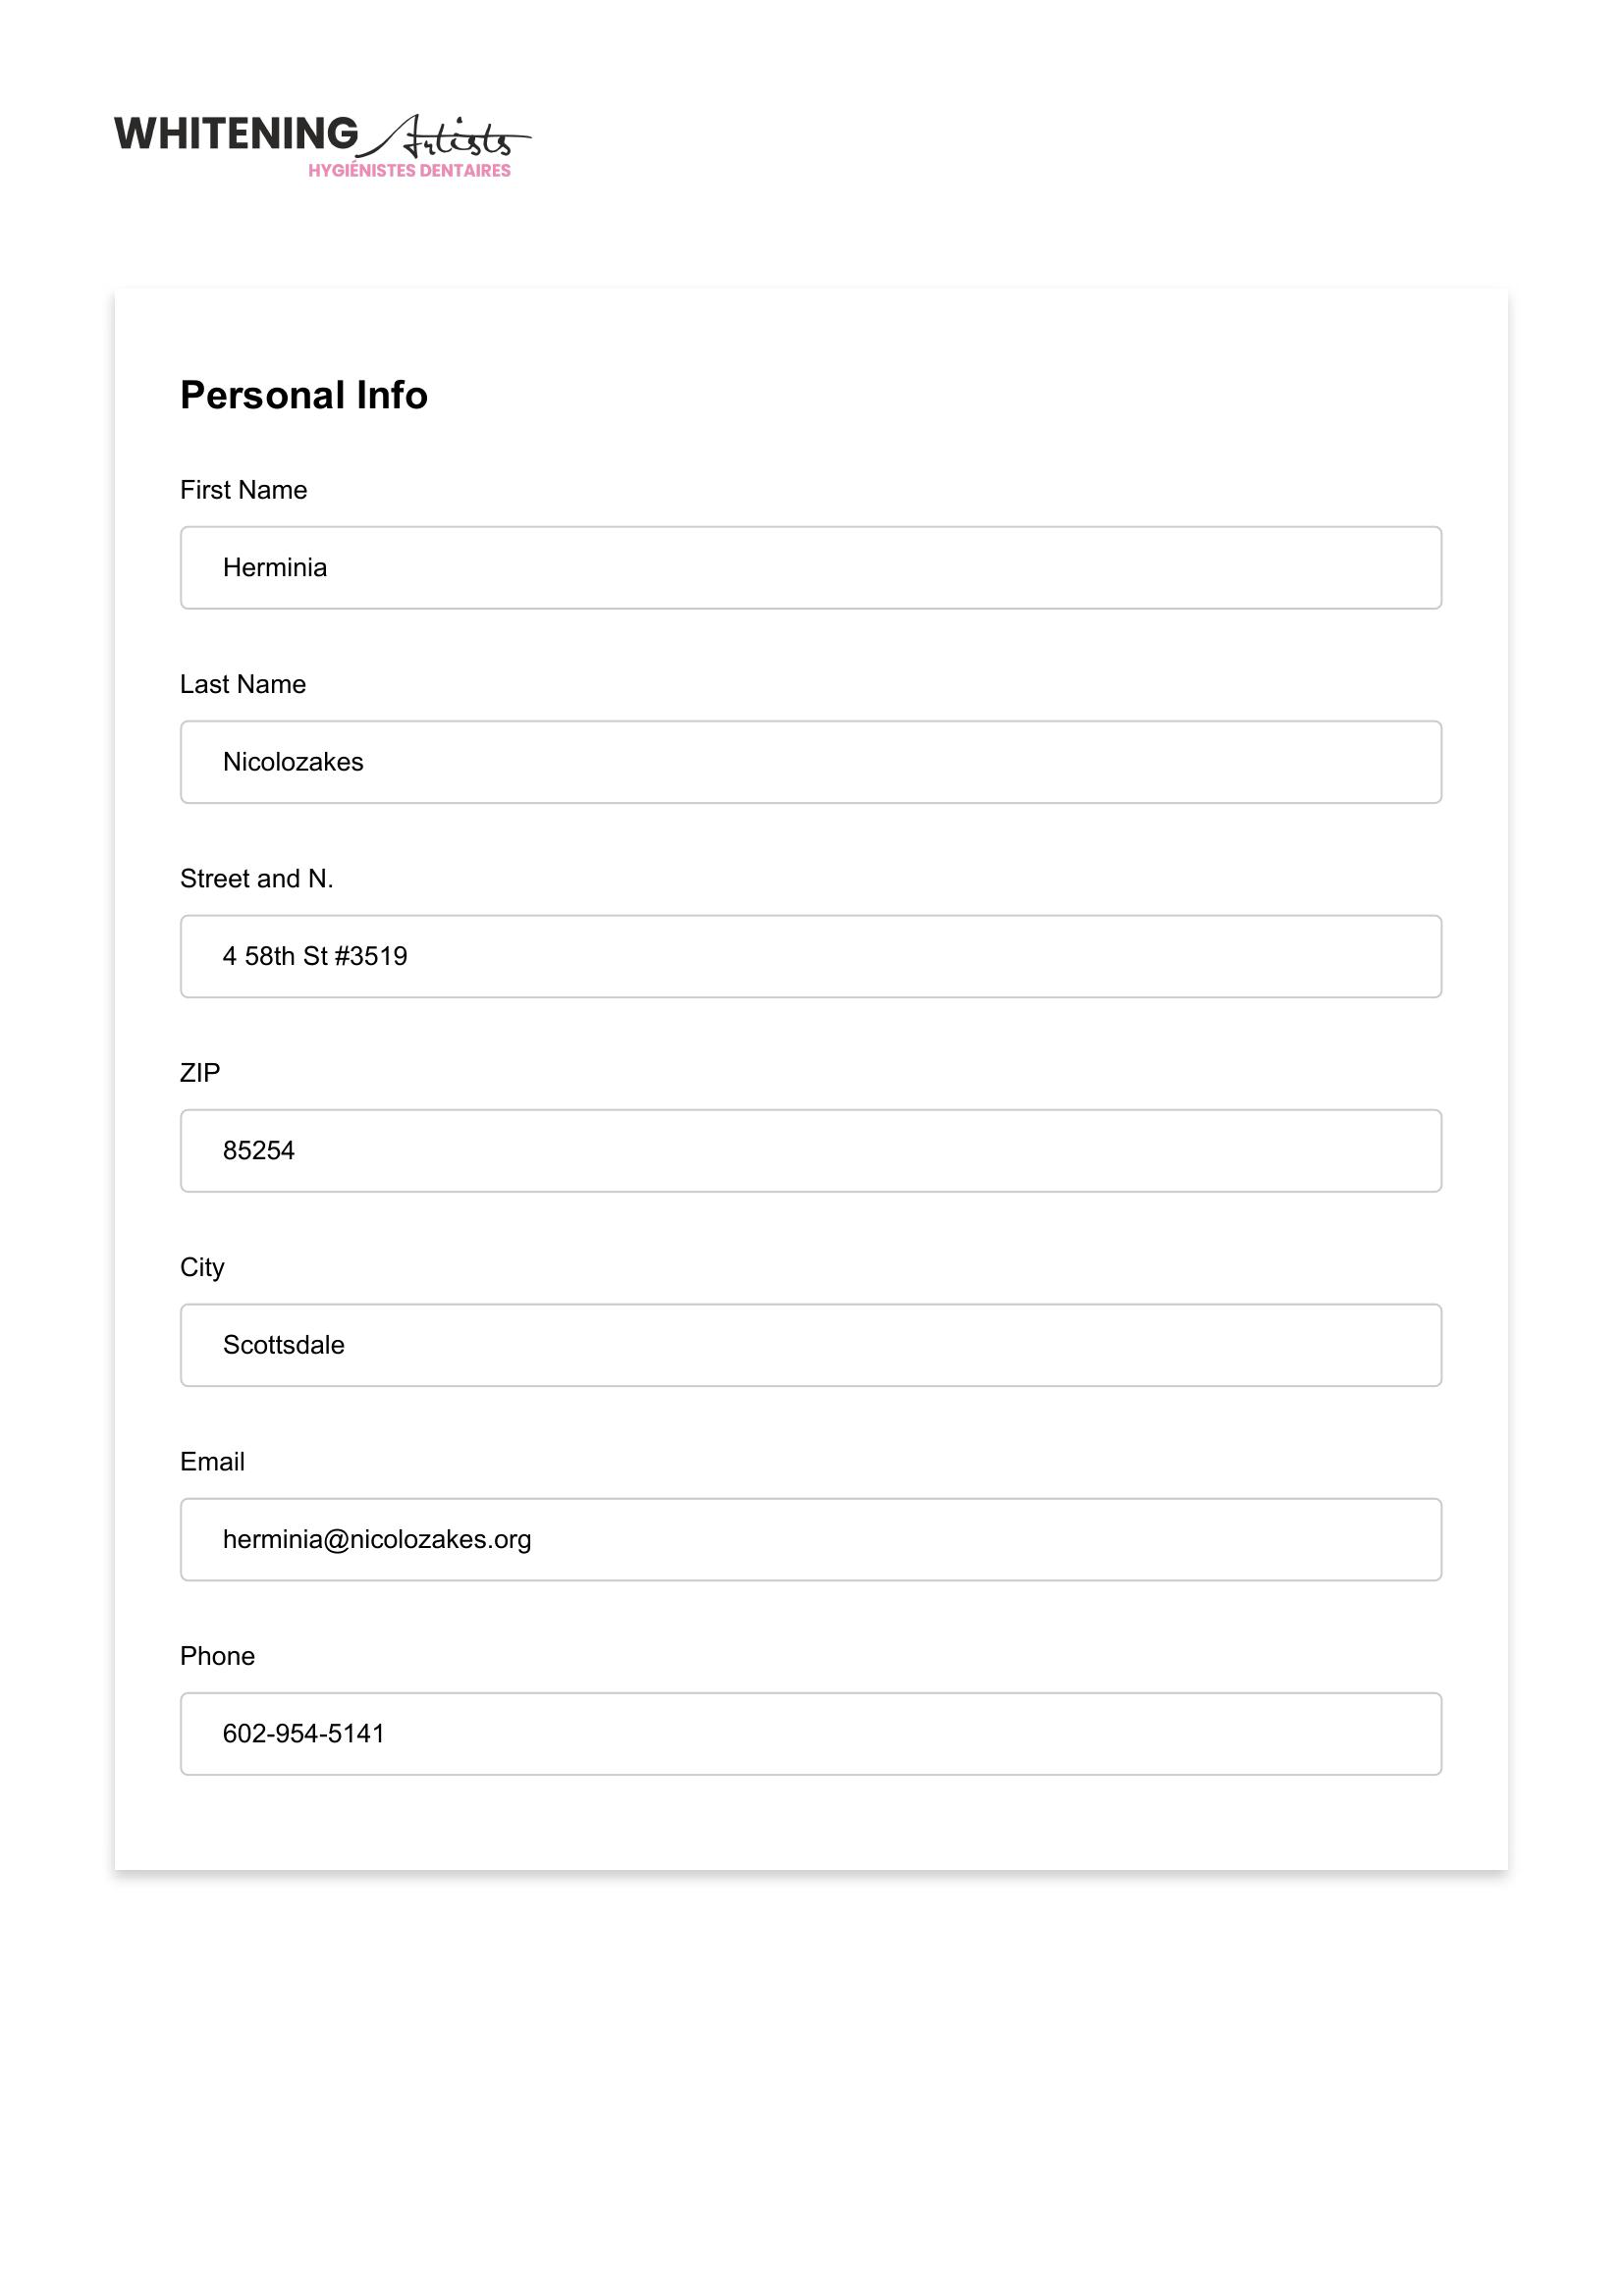 WHITENING Artists
HYGIÉNISTES DENTAIRES
Personal Info
First Name
Herminia
Last Name
Nicolozakes
Street and N.
4 58th St #3519
ZIP
85254
City
Scottsdale
Email
herminia@nicolozakes.org
Phone
602-954-5141